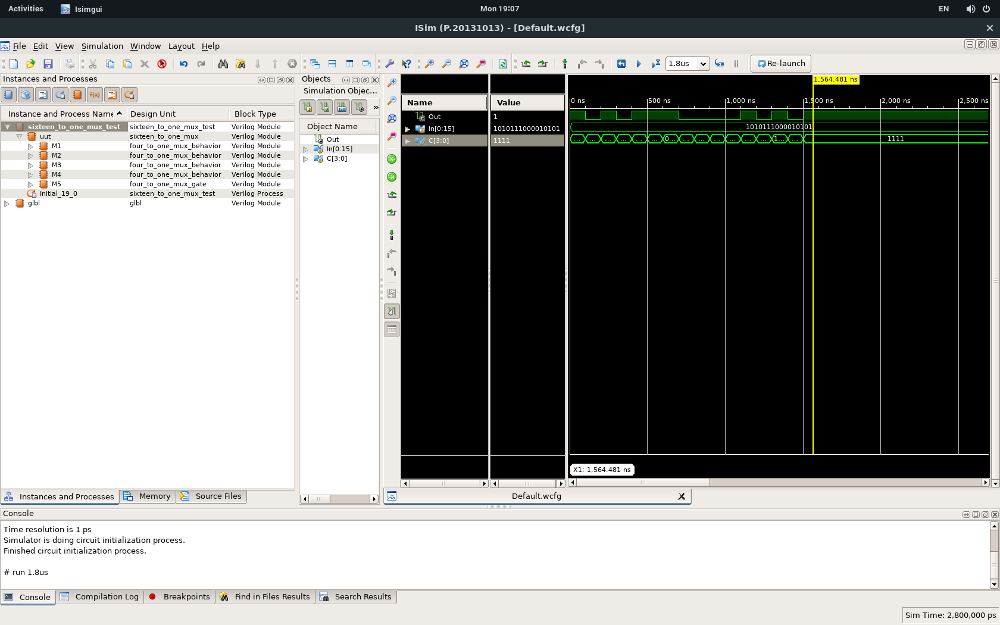 Activities Isimgui Mon 19:07 EN
ISim (P.20131013) - [Default.wcfg]
File Edit View Simulation Window Layout Help
1.8us Re-launch
Instances and Processes
Instance and Process Name Design Unit Block Type
sixteen_to_one_mux_test sixteen_to_one_mux_test Verilog Module
uut sixteen_to_one_mux Verilog Module
M1 four_to_one_mux_behavior Verilog Module
M2 four_to_one_mux_behavior Verilog Module
M3 four_to_one_mux_behavior Verilog Module
M4 four_to_one_mux_behavior Verilog Module
M5 four_to_one_mux_gate Verilog Module
Initial_19_0 sixteen_to_one_mux_test Verilog Process
glbl glbl Verilog Module
Instances and Processes Memory Source Files
Objects
Simulation Objec...
»
Object Name
Out
In[0:15]
C[3:0]
Name Value
Out 1
In[0:15] 1010111000010101
C[3:0] 1111
1,564.481 ns
0 ns 500 ns 1,000 ns 1,500 ns 2,000 ns 2,500 ns
1010111000010101
... ... ... ... ... ... 0... ... ... ... ... ... ... 1... ... 1111
X1: 1,564.481 ns
Default.wcfg
Console
Time resolution is 1 ps
Simulator is doing circuit initialization process.
Finished circuit initialization process.
# run 1.8us
Console Compilation Log Breakpoints Find in Files Results Search Results
Sim Time: 2,800,000 ps